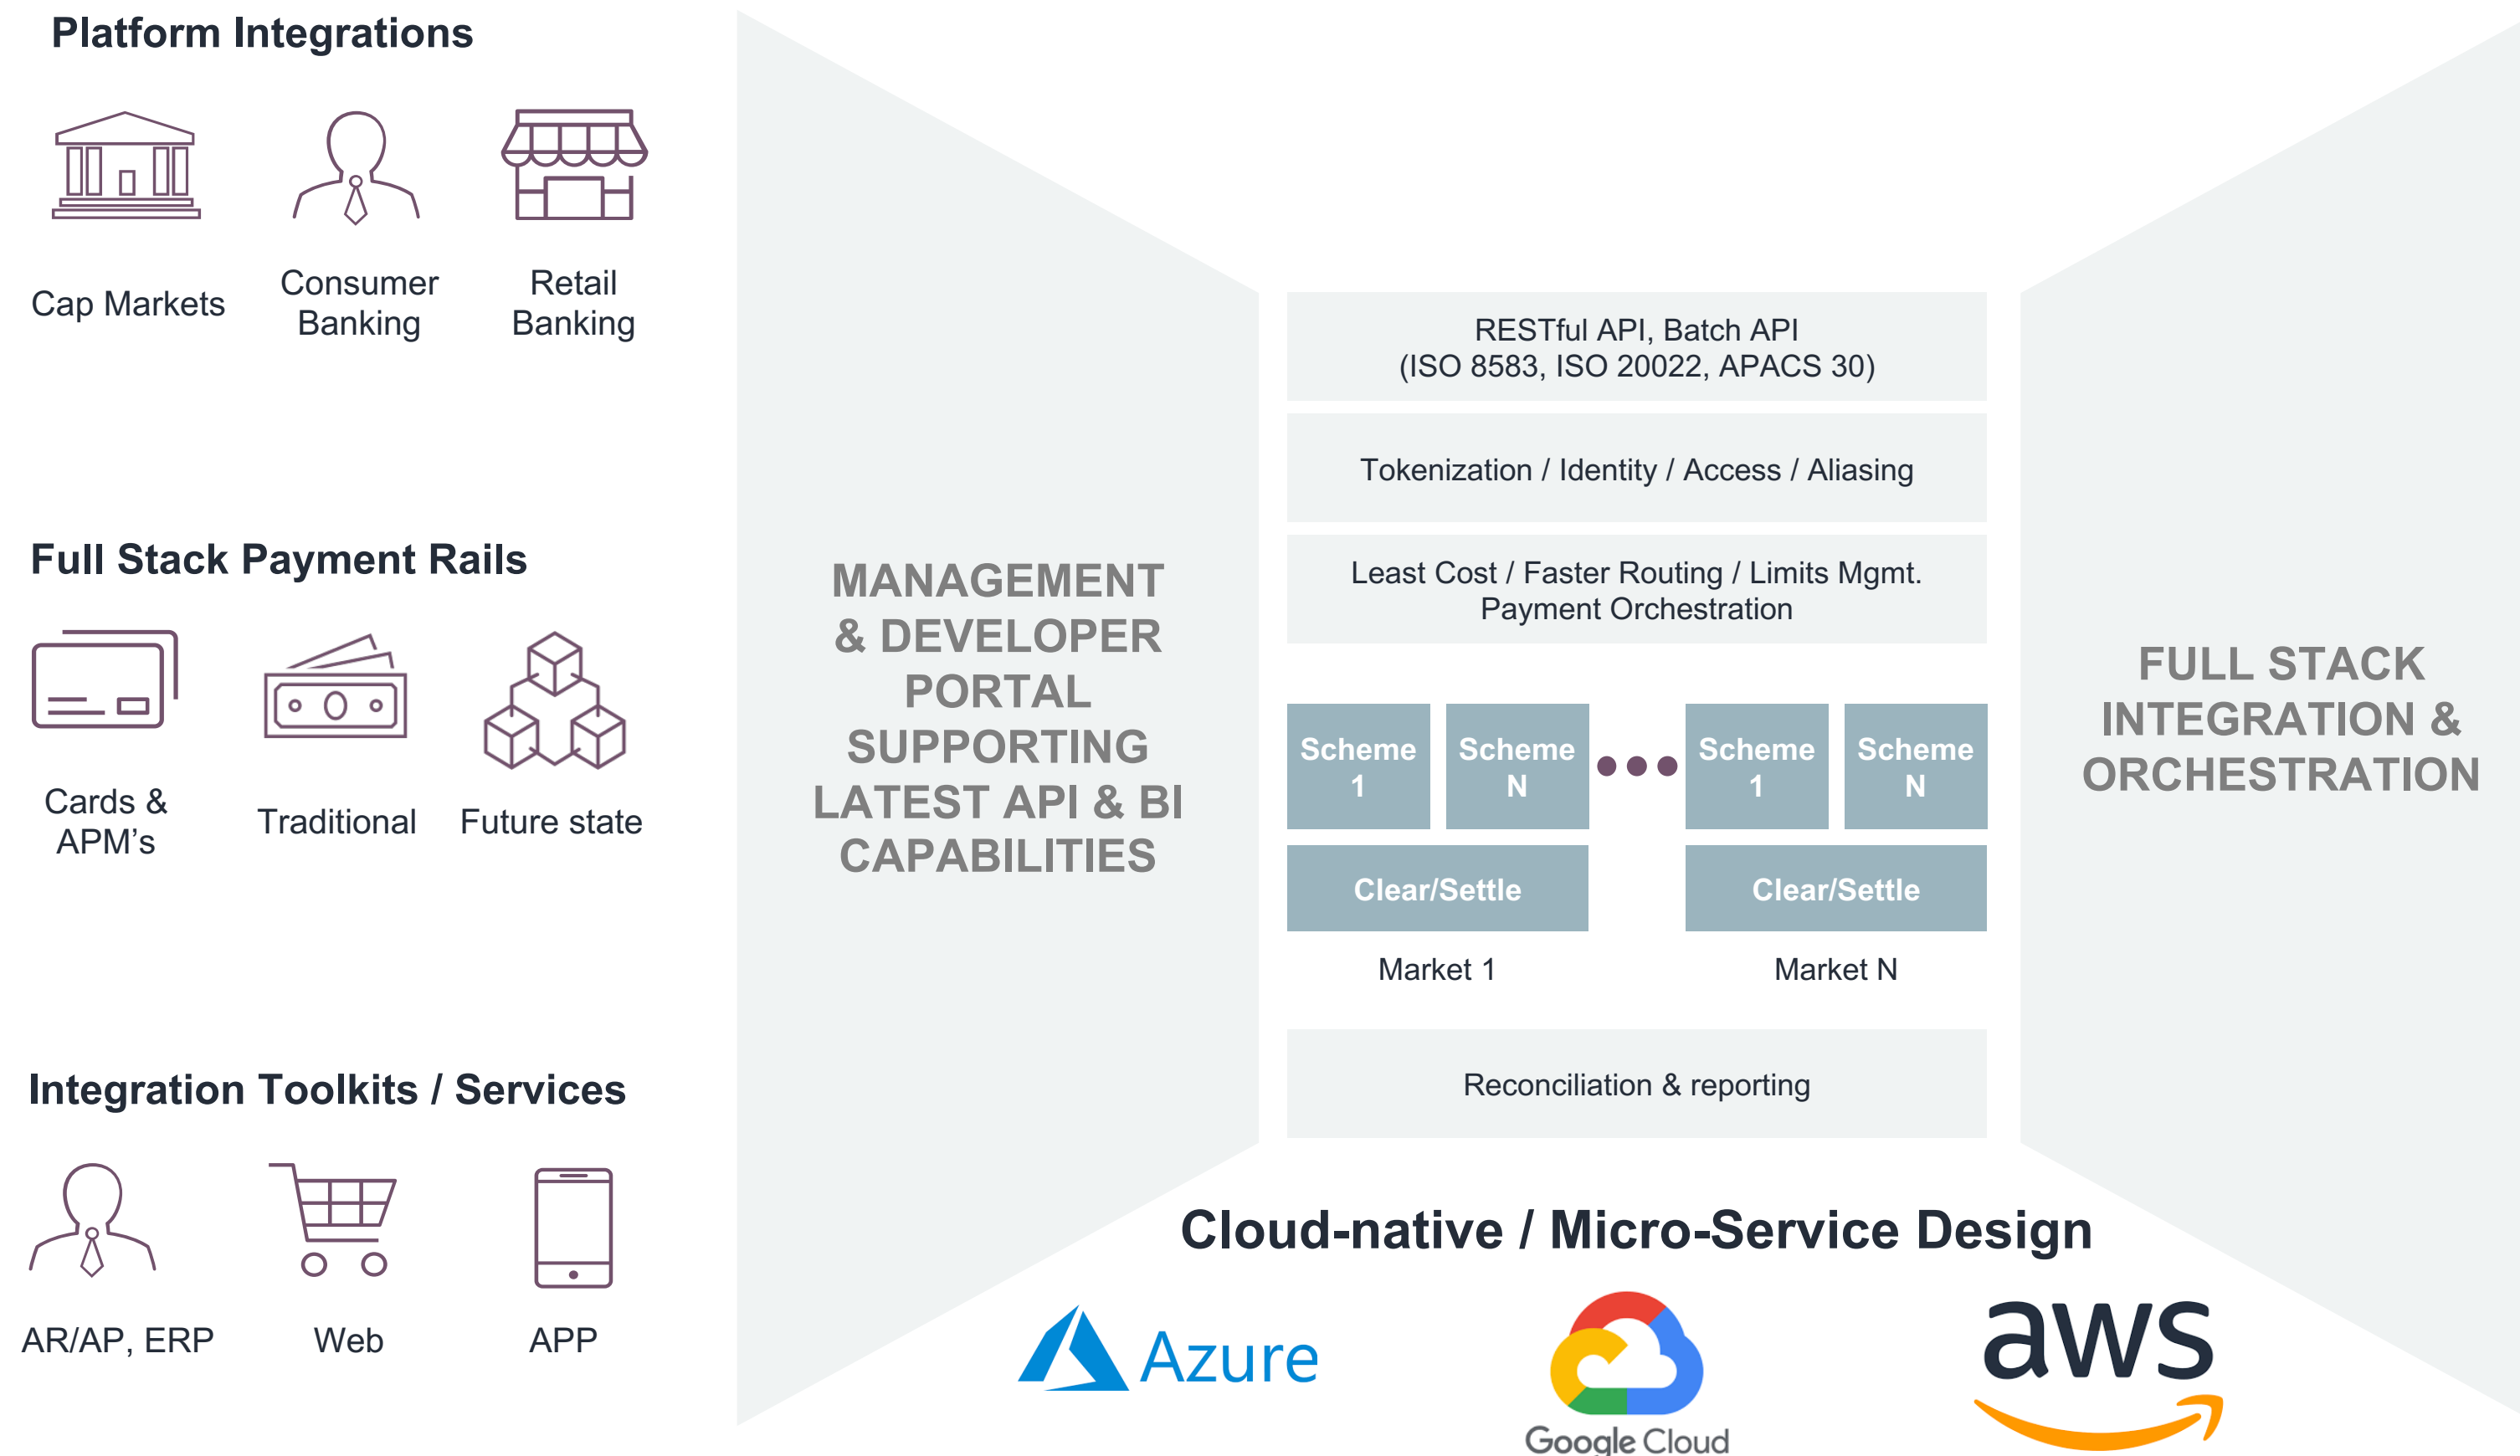 Platform Integrations
Cap Markets
Consumer
Banking
Retail
Banking
Full Stack Payment Rails
Cards &
APM’s
Traditional
Future state
Integration Toolkits / Services
AR/AP, ERP
Web
APP
MANAGEMENT
& DEVELOPER
PORTAL
SUPPORTING
LATEST API & BI
CAPABILITIES
RESTful API, Batch API
(ISO 8583, ISO 20022, APACS 30)
Tokenization / Identity / Access / Aliasing
Least Cost / Faster Routing / Limits Mgmt.
Payment Orchestration
Scheme
1
Scheme
N
Scheme
1
Scheme
N
Clear/Settle
Clear/Settle
Market 1
Market N
Reconciliation & reporting
FULL STACK
INTEGRATION &
ORCHESTRATION
Cloud-native / Micro-Service Design
Azure
Google Cloud
aws